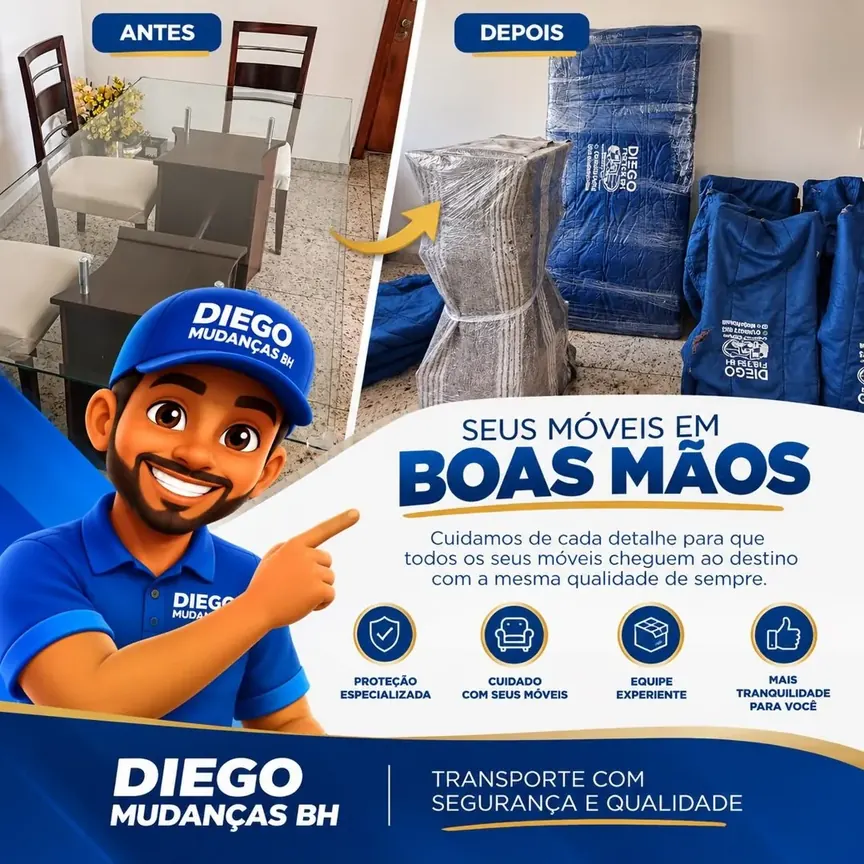 ANTES
DEPOIS
DIEGO
DIEGO
DIEGO
MUDANÇAS BH
SEUS MÓVEIS EM
BOAS MÃOS
Cuidamos de cada detalhe para que
todos os seus móveis cheguem ao destino
com a mesma qualidade de sempre.
DIEGO
PROTEÇÃO
ESPECIALIZADA
CUIDADO
COM SEUS MÓVEIS
EQUIPE
EXPERIENTE
MAIS
TRANQUILIDADE
PARA VOCÊ
DIEGO
MUDANÇAS BH
TRANSPORTE COM
SEGURANÇA E QUALIDADE